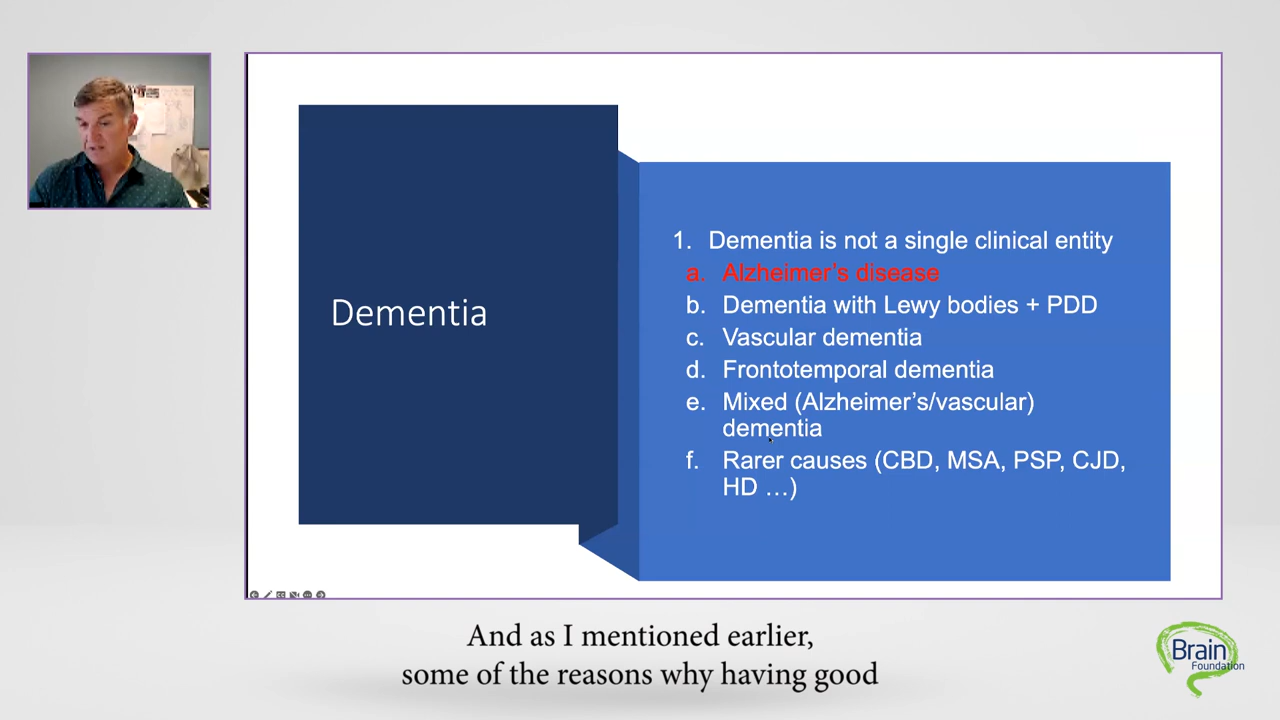 Dementia
1. Dementia is not a single clinical entity
a. Alzheimer’s disease
b. Dementia with Lewy bodies + PDD
c. Vascular dementia
d. Frontotemporal dementia
e. Mixed (Alzheimer’s/vascular)
dementia
f. Rarer causes (CBD, MSA, PSP, CJD,
HD …)
And as I mentioned earlier,
some of the reasons why having good
Brain
Foundation